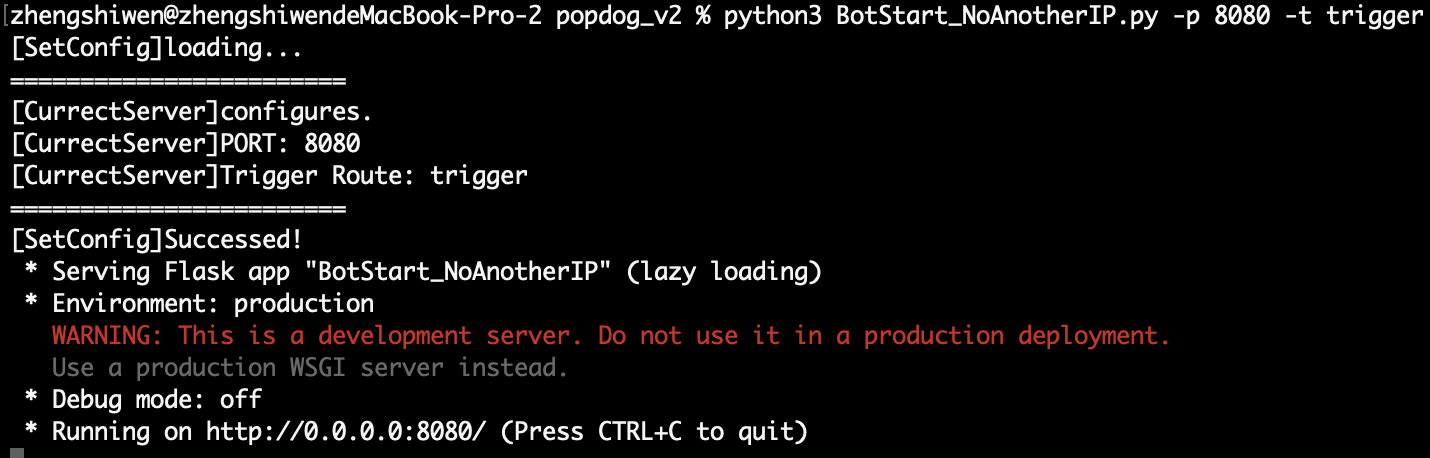 [zhengshiwen@zhengshiwendeMacBook-Pro-2 popdog_v2 % python3 BotStart_NoAnotherIP.py -p 8080 -t trigger
[SetConfig]loading...
========================
[CurrectServer]configures.
[CurrectServer]PORT: 8080
[CurrectServer]Trigger Route: trigger
========================
[SetConfig]Successed!
* Serving Flask app "BotStart_NoAnotherIP" (lazy loading)
* Environment: production
WARNING: This is a development server. Do not use it in a production deployment.
Use a production WSGI server instead.
* Debug mode: off
* Running on http://0.0.0.0:8080/ (Press CTRL+C to quit)